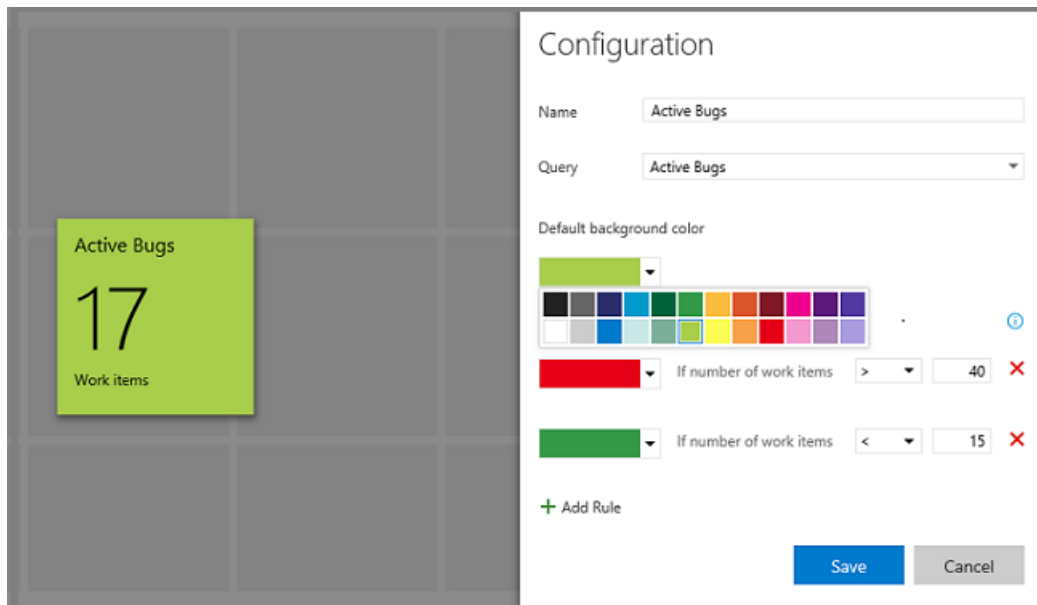 Configuration
Name Active Bugs
Query Active Bugs
Default background color
Active Bugs
17
Work items
If number of work items > 40
If number of work items < 15
+ Add Rule
Save Cancel